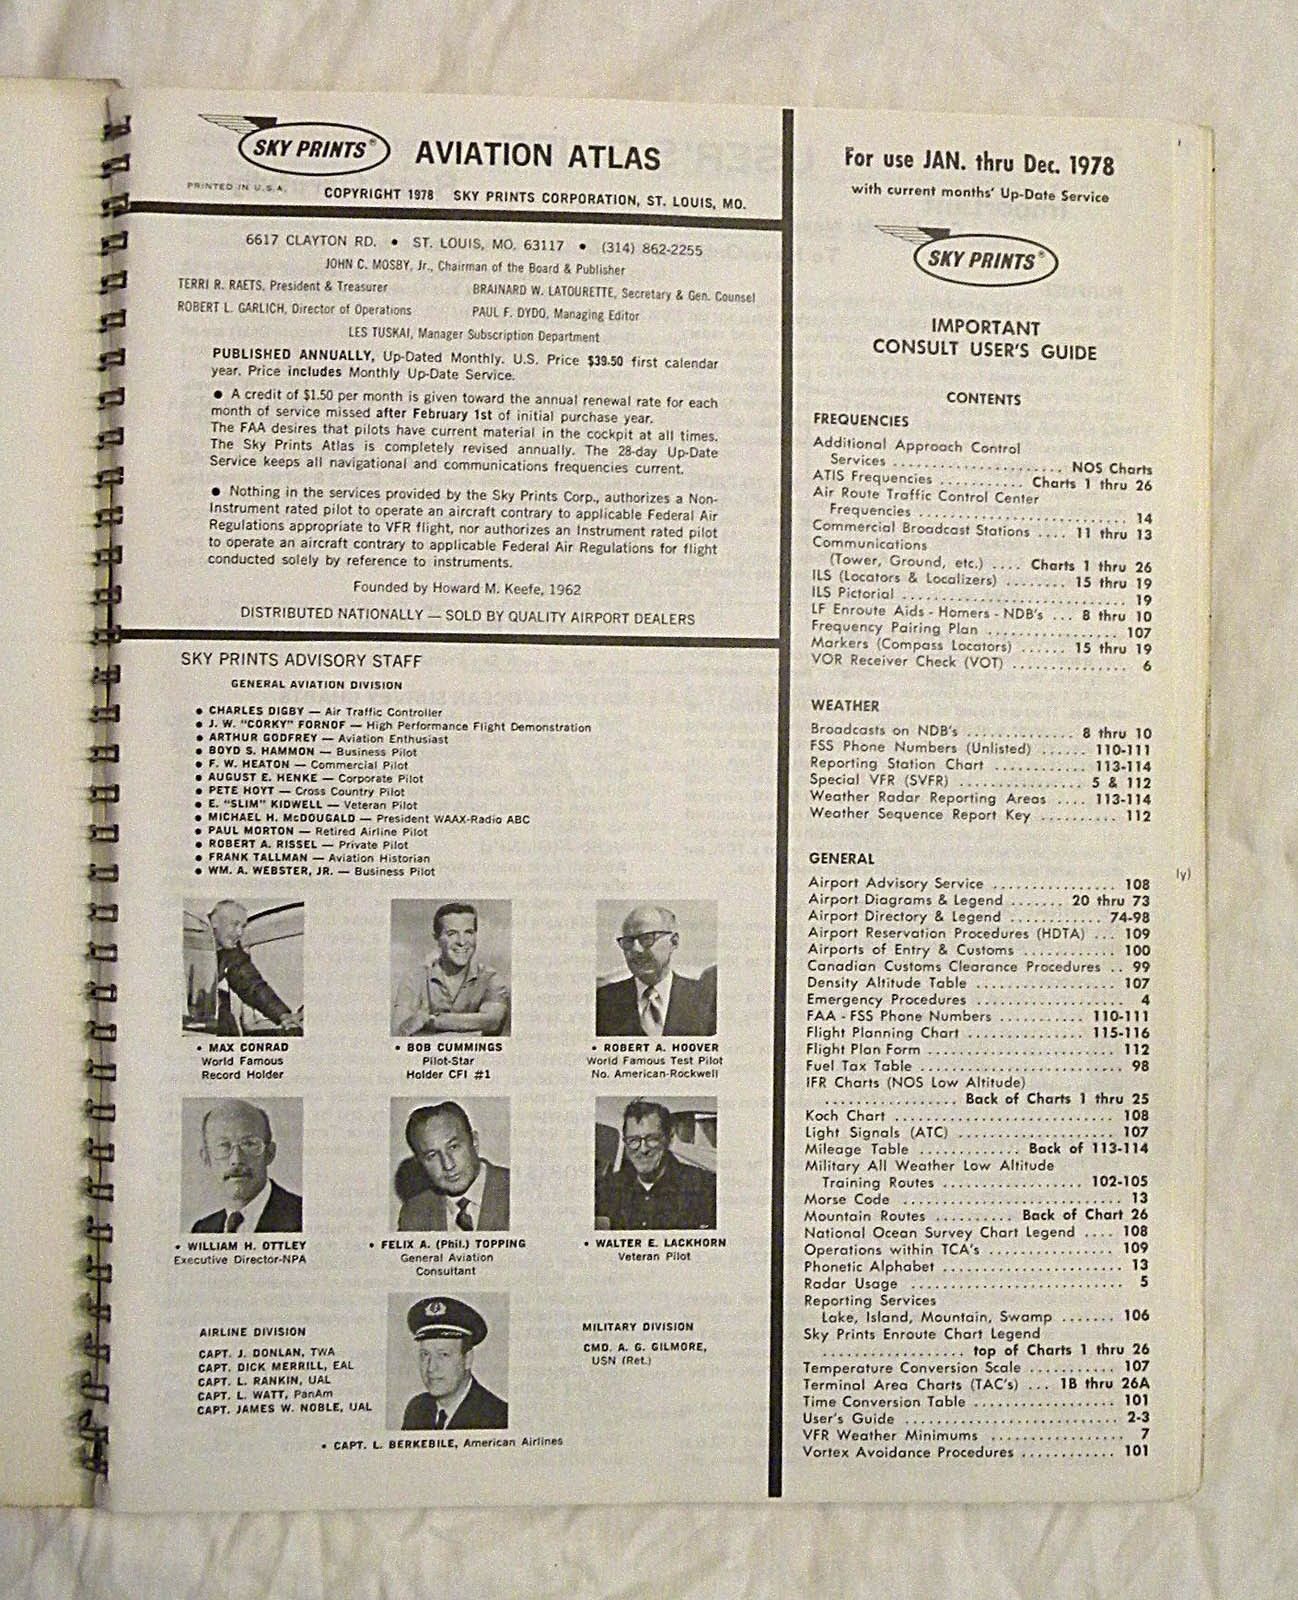 SKY PRINTS®
AVIATION ATLAS
PRINTED IN U.S.A.
COPYRIGHT 1978 SKY PRINTS CORPORATION, ST. LOUIS, MO.
6617 CLAYTON RD. • ST. LOUIS, MO. 63117 • (314) 862-2255
JOHN C. MOSBY, Jr., Chairman of the Board & Publisher
TERRI R. RAETS, President & Treasurer
BRAINARD W. LATOURETTE, Secretary & Gen. Counsel
ROBERT L. GARLICH, Director of Operations
PAUL F. DYDO, Managing Editor
LES TUSKAI, Manager Subscription Department
PUBLISHED ANNUALLY, Up-Dated Monthly. U.S. Price $39.50 first calendar
year. Price includes Monthly Up-Date Service.
• A credit of $1.50 per month is given toward the annual renewal rate for each
month of service missed after February 1st of initial purchase year.
The FAA desires that pilots have current material in the cockpit at all times.
The Sky Prints Atlas is completely revised annually. The 28-day Up-Date
Service keeps all navigational and communications frequencies current.
• Nothing in the services provided by the Sky Prints Corp., authorizes a Non-
Instrument rated pilot to operate an aircraft contrary to applicable Federal Air
Regulations appropriate to VFR flight, nor authorizes an Instrument rated pilot
to operate an aircraft contrary to applicable Federal Air Regulations for flight
conducted solely by reference to instruments.
Founded by Howard M. Keefe, 1962
DISTRIBUTED NATIONALLY — SOLD BY QUALITY AIRPORT DEALERS
SKY PRINTS ADVISORY STAFF
GENERAL AVIATION DIVISION
• CHARLES DIGBY — Air Traffic Controller
• J. W. "CORKY" FORNOF — High Performance Flight Demonstration
• ARTHUR GODFREY — Aviation Enthusiast
• BOYD S. HAMMON — Business Pilot
• F. W. HEATON — Commercial Pilot
• AUGUST E. HENKE — Corporate Pilot
• PETE HOYT — Cross Country Pilot
• E. "SLIM" KIDWELL — Veteran Pilot
• MICHAEL H. McDOUGALD — President WAAX-Radio ABC
• PAUL MORTON — Retired Airline Pilot
• ROBERT A. RISSEL — Private Pilot
• FRANK TALLMAN — Aviation Historian
• WM. A. WEBSTER, JR. — Business Pilot
• MAX CONRAD
World Famous
Record Holder
• BOB CUMMINGS
Pilot-Star
Holder CFI #1
• ROBERT A. HOOVER
World Famous Test Pilot
No. American-Rockwell
• WILLIAM H. OTTLEY
Executive Director-NPA
• FELIX A. (Phil.) TOPPING
General Aviation
Consultant
• WALTER E. LACKHORN
Veteran Pilot
AIRLINE DIVISION
CAPT. J. DONLAN, TWA
CAPT. DICK MERRILL, EAL
CAPT. L. RANKIN, UAL
CAPT. L. WATT, PanAm
CAPT. JAMES W. NOBLE, UAL
• CAPT. L. BERKEBILE, American Airlines
MILITARY DIVISION
CMD. A. G. GILMORE,
USN (Ret.)
For use JAN. thru Dec. 1978
with current months' Up-Date Service
SKY PRINTS®
IMPORTANT
CONSULT USER'S GUIDE
CONTENTS
FREQUENCIES
Additional Approach Control
Services ..................... NOS Charts
ATIS Frequencies ........... Charts 1 thru 26
Air Route Traffic Control Center
Frequencies ........................... 14
Commercial Broadcast Stations .... 11 thru 13
Communications
(Tower, Ground, etc.) .... Charts 1 thru 26
ILS (Locators & Localizers) ........ 15 thru 19
ILS Pictorial ............................ 19
LF Enroute Aids - Homers - NDB's ... 8 thru 10
Frequency Pairing Plan ................. 107
Markers (Compass Locators) ...... 15 thru 19
VOR Receiver Check (VOT) ............... 6
WEATHER
Broadcasts on NDB's .............. 8 thru 10
FSS Phone Numbers (Unlisted) ...... 110-111
Reporting Station Chart ............ 113-114
Special VFR (SVFR) ................ 5 & 112
Weather Radar Reporting Areas .... 113-114
Weather Sequence Report Key .......... 112
GENERAL
Airport Advisory Service ................ 108
Airport Diagrams & Legend ....... 20 thru 73
Airport Directory & Legend ............ 74-98
Airport Reservation Procedures (HDTA) ... 109
Airports of Entry & Customs ............ 100
Canadian Customs Clearance Procedures .. 99
Density Altitude Table .................. 107
Emergency Procedures ................... 4
FAA - FSS Phone Numbers ........... 110-111
Flight Planning Chart ............... 115-116
Flight Plan Form ........................ 112
Fuel Tax Table .......................... 98
IFR Charts (NOS Low Altitude)
................. Back of Charts 1 thru 25
Koch Chart ............................. 108
Light Signals (ATC) .................... 107
Mileage Table ............. Back of 113-114
Military All Weather Low Altitude
Training Routes .................. 102-105
Morse Code ............................ 13
Mountain Routes .......... Back of Chart 26
National Ocean Survey Chart Legend .... 108
Operations within TCA's ................ 109
Phonetic Alphabet ....................... 13
Radar Usage ............................ 5
Reporting Services
Lake, Island, Mountain, Swamp ....... 106
Sky Prints Enroute Chart Legend
.................. top of Charts 1 thru 26
Temperature Conversion Scale ........... 107
Terminal Area Charts (TAC's) ... 1B thru 26A
Time Conversion Table .................. 101
User's Guide ........................... 2-3
VFR Weather Minimums ................. 7
Vortex Avoidance Procedures ............ 101
ly)